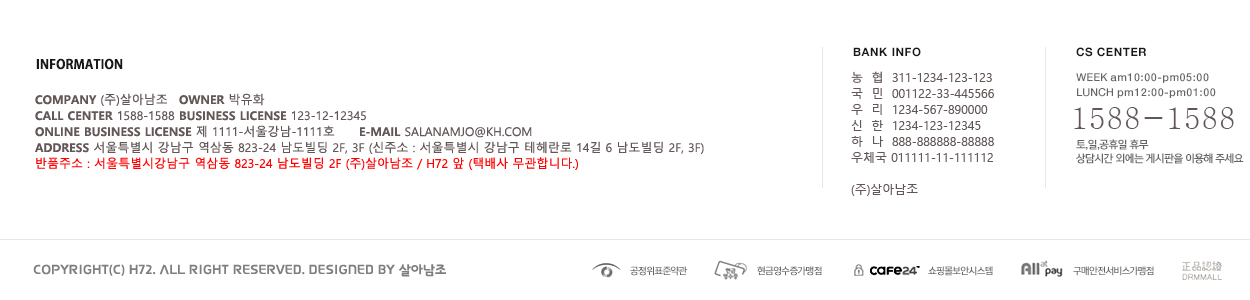 INFORMATION
COMPANY (주)살아남조 OWNER 박유화
CALL CENTER 1588-1588 BUSINESS LICENSE 123-12-12345
ONLINE BUSINESS LICENSE 제 1111-서울강남-1111호 E-MAIL SALANAMJO@KH.COM
ADDRESS 서울특별시 강남구 역삼동 823-24 남도빌딩 2F, 3F (신주소 : 서울특별시 강남구 테헤란로 14길 6 남도빌딩 2F, 3F)
반품주소 : 서울특별시강남구 역삼동 823-24 남도빌딩 2F (주)살아남조 / H72 앞 (택배사 무관합니다.)
BANK INFO
농 협 311-1234-123-123
국 민 001122-33-445566
우 리 1234-567-890000
신 한 1234-123-12345
하 나 888-888888-88888
우체국 011111-11-111112
(주)살아남조
CS CENTER
WEEK am10:00-pm05:00
LUNCH pm12:00-pm01:00
1588-1588
토,일,공휴일 휴무
상담시간 외에는 게시판을 이용해 주세요
COPYRIGHT(C) H72. ALL RIGHT RESERVED. DESIGNED BY 살아남조
공정위표준약관
현금영수증가맹점
cafe24 쇼핑몰보안시스템
All at pay 구매안전서비스가맹점
正品認證
DRMMALL